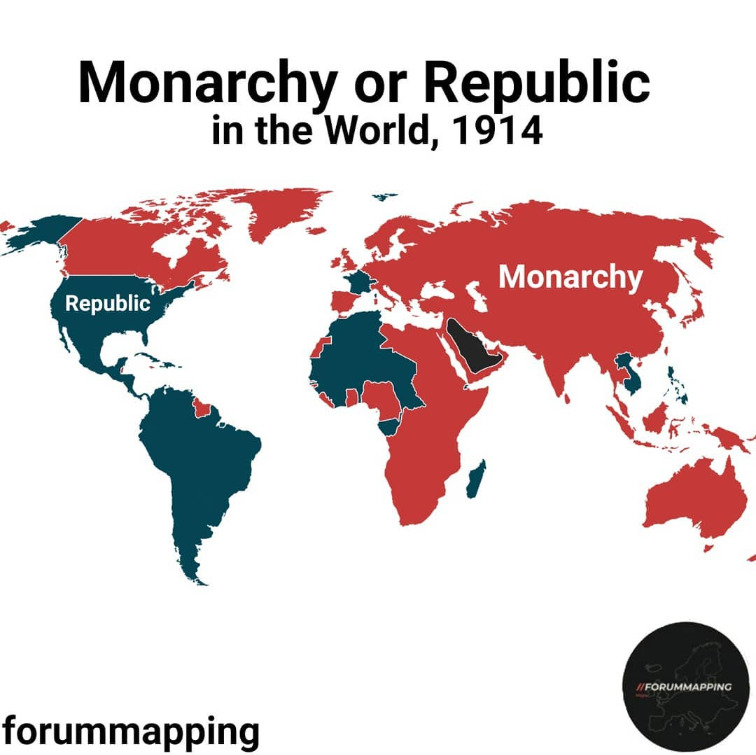 Monarchy or Republic
in the World, 1914
Monarchy
Republic
//FORUMMAPPING
forummapping